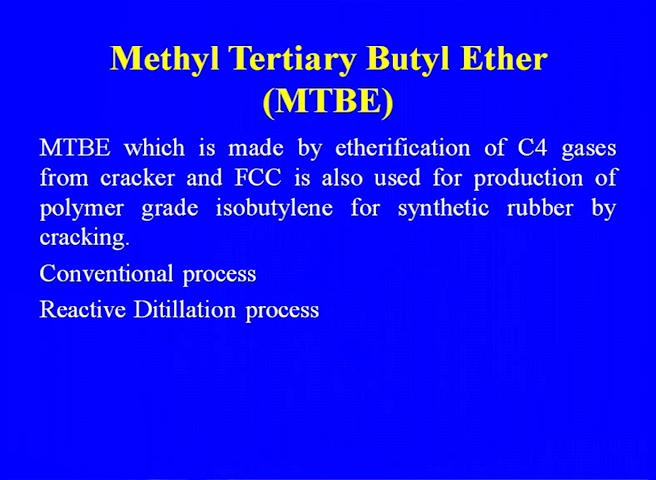 Methyl Tertiary Butyl Ether
(MTBE)
MTBE which is made by etherification of C4 gases
from cracker and FCC is also used for production of
polymer grade isobutylene for synthetic rubber by
cracking.
Conventional process
Reactive Ditillation process